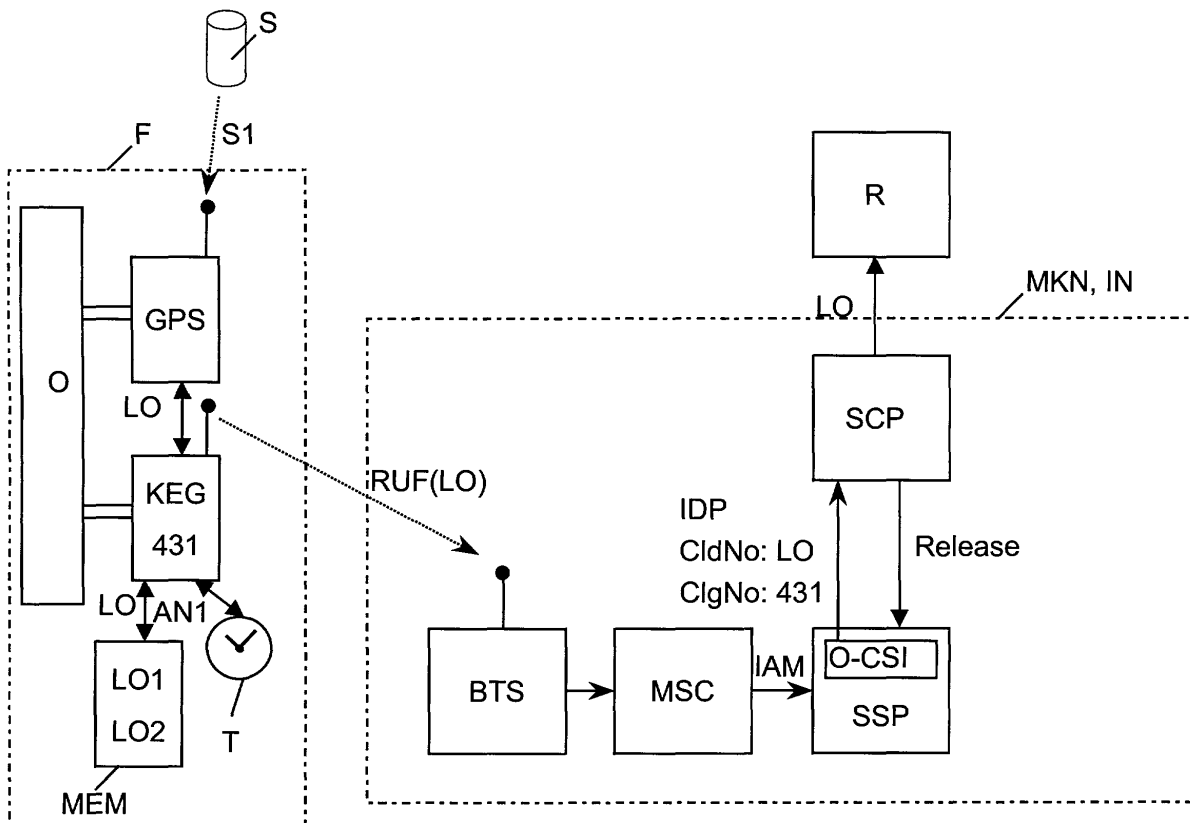 S
F
S1
R
MKN, IN
GPS
LO
O
LO
SCP
KEG
431
RUF(LO)
IDP
CldNo: LO
ClgNo: 431
Release
LO
AN1
O-CSI
LO1
LO2
BTS
MSC
IAM
SSP
T
MEM